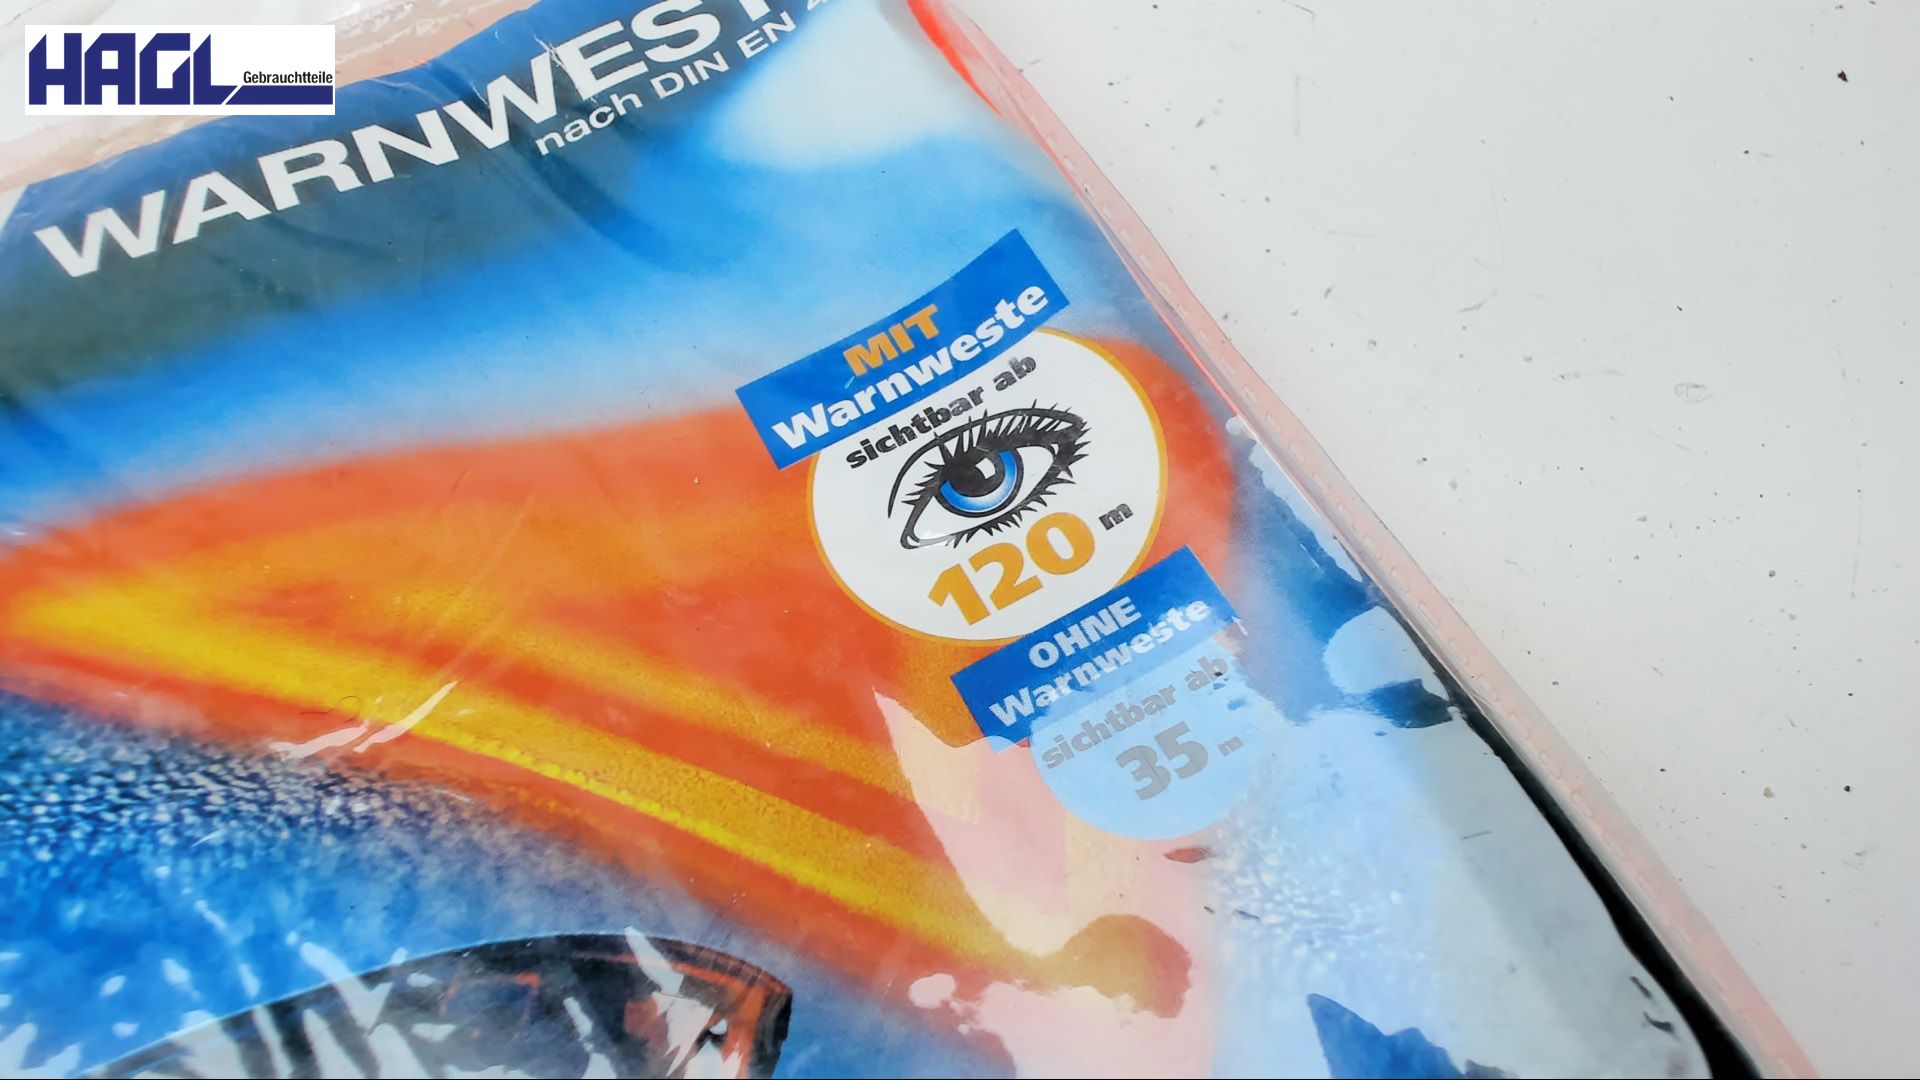 HAGL
Gebrauchtteile
WARNWEST
nach DIN EN
MIT
Warnweste
sichtbar ab
120 m
OHNE
Warnweste
sichtbar ab
35 m